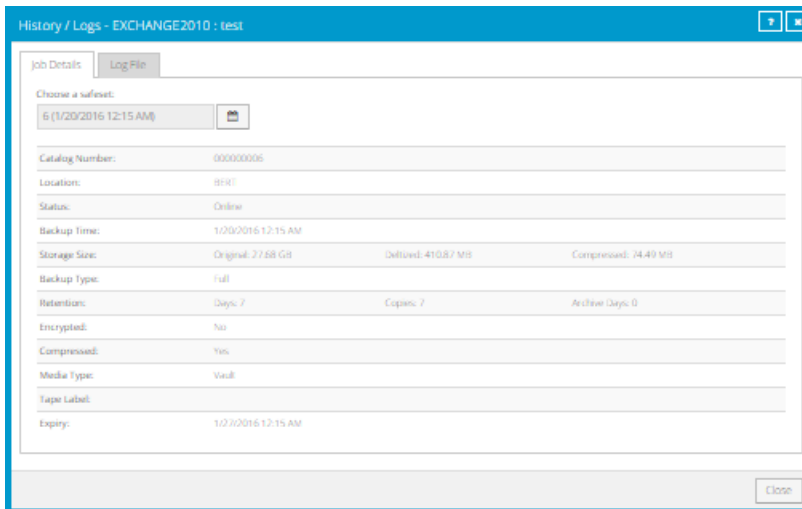 History / Logs - EXCHANGE2010 : test
? ×
Job Details Log File
Choose a safeset:
6 (1/20/2016 12:15 AM)
Catalog Number: 000000006
Location: BERT
Status: Online
Backup Time: 1/20/2016 12:15 AM
Storage Size: Original: 27.68 GB Deltized: 410.87 MB Compressed: 74.49 MB
Backup Type: Full
Retention: Days: 7 Copies: 7 Archive Days: 0
Encrypted: No
Compressed: Yes
Media Type: Vault
Tape Label:
Expiry: 1/27/2016 12:15 AM
Close